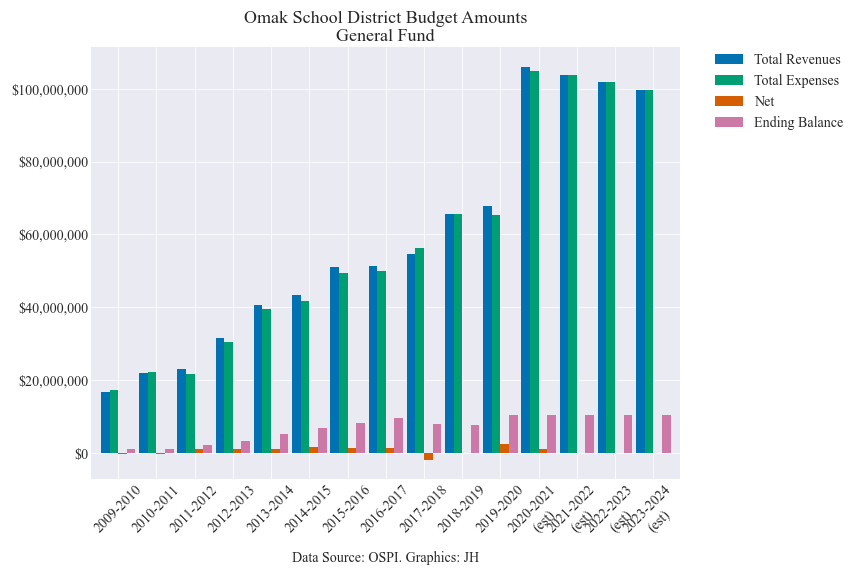 Omak School District Budget Amounts
General Fund
Total Revenues
Total Expenses
Net
Ending Balance
$100,000,000
$80,000,000
$60,000,000
$40,000,000
$20,000,000
$0
2009-2010
2010-2011
2011-2012
2012-2013
2013-2014
2014-2015
2015-2016
2016-2017
2017-2018
2018-2019
2019-2020
2020-2021
(est)
2021-2022
(est)
2022-2023
(est)
2023-2024
(est)
Data Source: OSPI. Graphics: JH